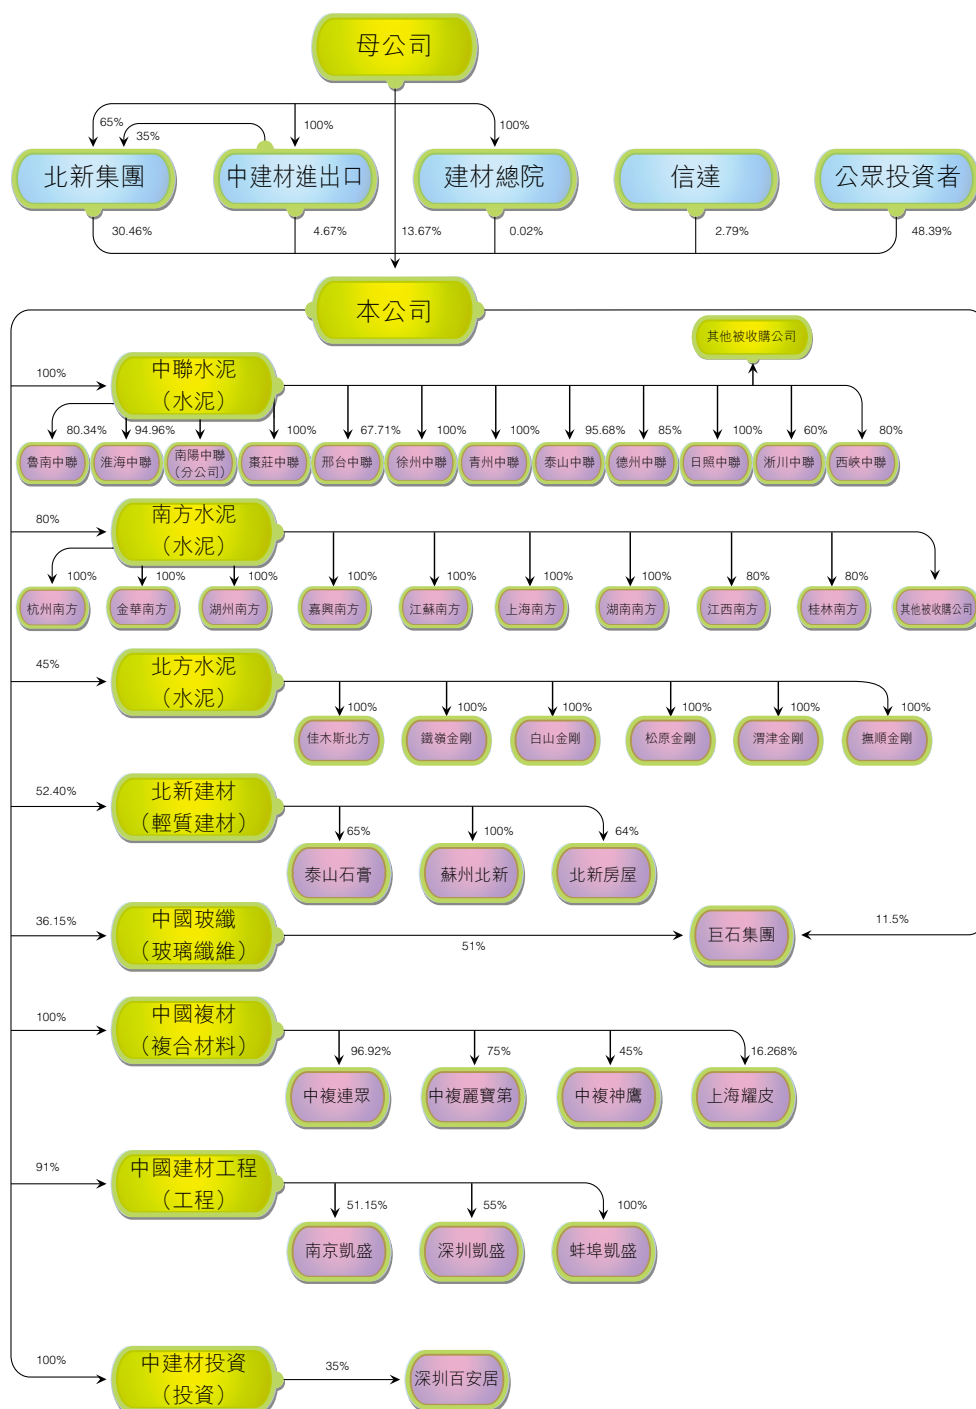 母公司
65%
35%
100%
100%
北新集團
中建材進出口
建材總院
信達
公眾投資者
30.46%
4.67%
13.67%
0.02%
2.79%
48.39%
本公司
其他被收購公司
100%
中聯水泥
（水泥）
80.34%
94.96%
100%
67.71%
100%
100%
95.68%
85%
100%
60%
80%
魯南中聯
淮海中聯
南陽中聯
（分公司）
棗莊中聯
邢台中聯
徐州中聯
青州中聯
泰山中聯
德州中聯
日照中聯
淅川中聯
西峽中聯
80%
南方水泥
（水泥）
100%
100%
100%
100%
100%
100%
100%
80%
80%
杭州南方
金華南方
湖州南方
嘉興南方
江蘇南方
上海南方
湖南南方
江西南方
桂林南方
其他被收購公司
45%
北方水泥
（水泥）
100%
100%
100%
100%
100%
100%
佳木斯北方
鐵嶺金剛
白山金剛
松原金剛
渭津金剛
撫順金剛
52.40%
北新建材
（輕質建材）
65%
100%
64%
泰山石膏
蘇州北新
北新房屋
36.15%
中國玻纖
（玻璃纖維）
51%
巨石集團
11.5%
100%
中國複材
（複合材料）
96.92%
75%
45%
16.268%
中複連眾
中複麗寶第
中複神鷹
上海耀皮
91%
中國建材工程
（工程）
51.15%
55%
100%
南京凱盛
深圳凱盛
蚌埠凱盛
100%
中建材投資
（投資）
35%
深圳百安居